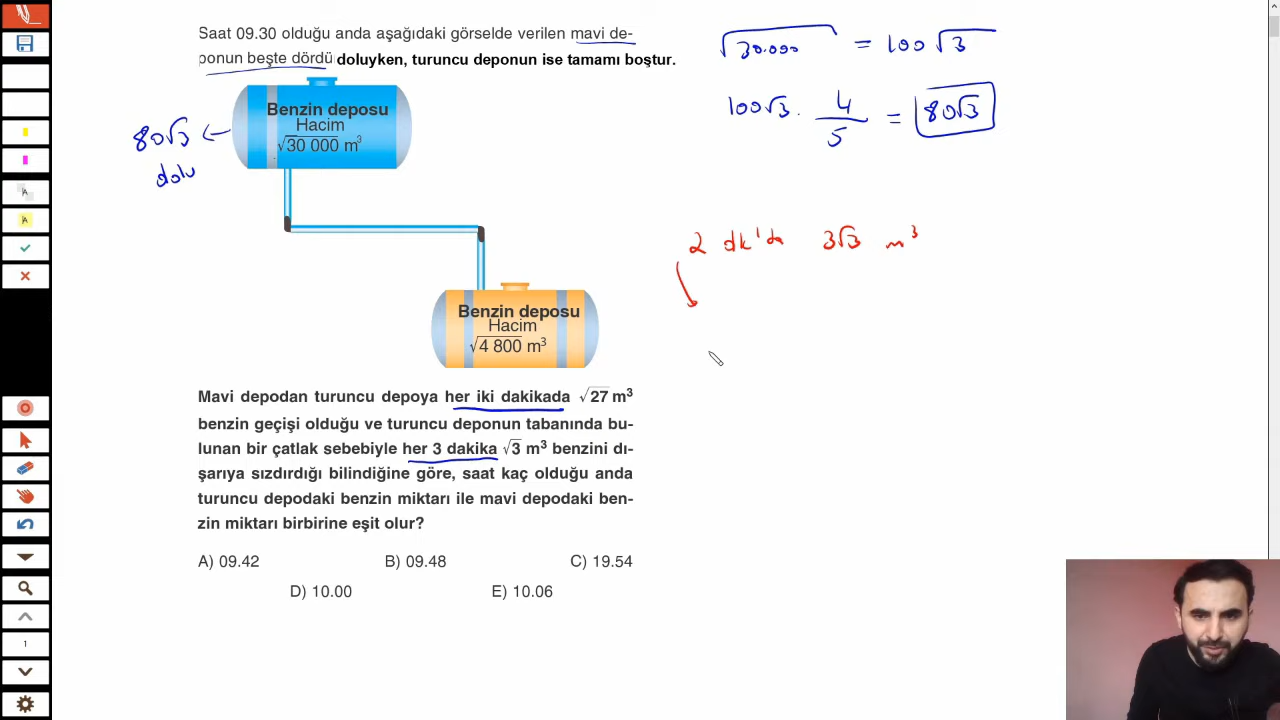 Saat 09.30 olduğu anda aşağıdaki görselde verilen mavi de-
ponun beşte dördü doluyken, turuncu deponun ise tamamı boştur.
√30.000 = 100√3
100√3 . 4/5 = 80√3
80√3 ←
dolu
Benzin deposu
Hacim
√30 000 m³
2 dk'da 3√3 m³
Benzin deposu
Hacim
√4 800 m³
Mavi depodan turuncu depoya her iki dakikada √27 m³
benzin geçişi olduğu ve turuncu deponun tabanında bu-
lunan bir çatlak sebebiyle her 3 dakika √3 m³ benzini dı-
şarıya sızdırdığı bilindiğine göre, saat kaç olduğu anda
turuncu depodaki benzin miktarı ile mavi depodaki ben-
zin miktarı birbirine eşit olur?
A) 09.42 B) 09.48 C) 19.54
D) 10.00 E) 10.06
A
A
1